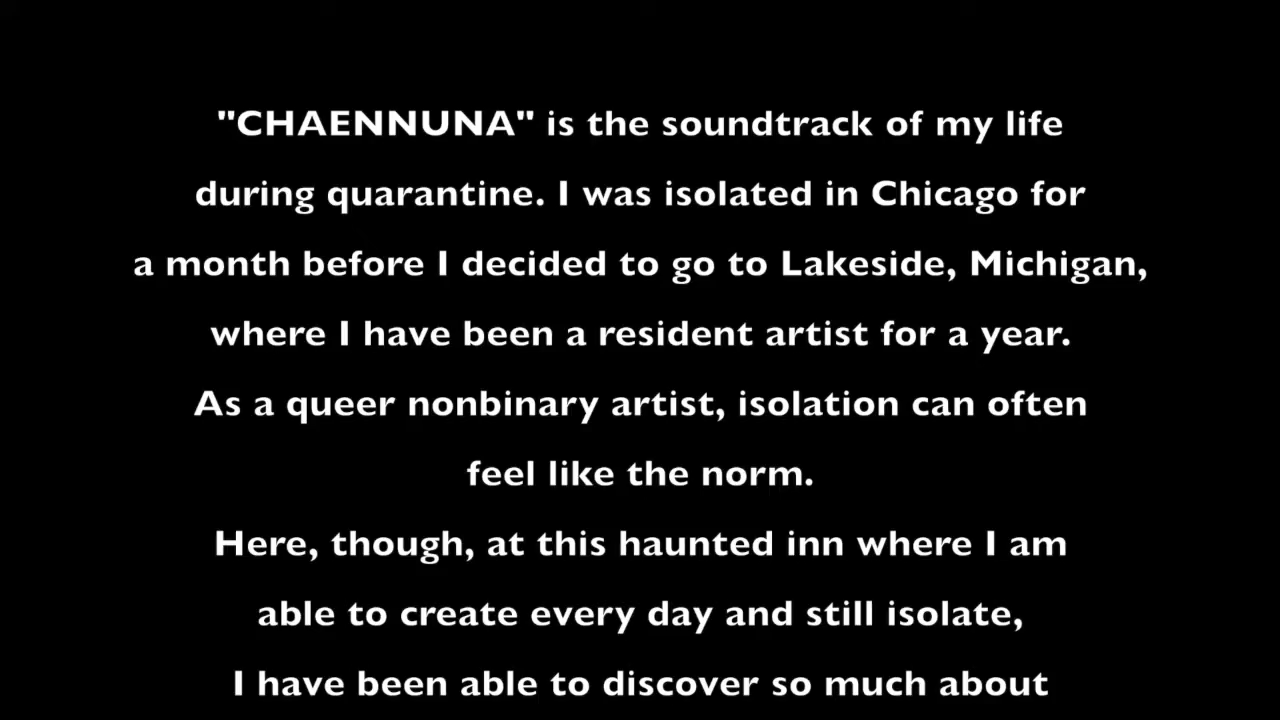 "CHAENNUNA" is the soundtrack of my life
during quarantine. I was isolated in Chicago for
a month before I decided to go to Lakeside, Michigan,
where I have been a resident artist for a year.
As a queer nonbinary artist, isolation can often
feel like the norm.
Here, though, at this haunted inn where I am
able to create every day and still isolate,
I have been able to discover so much about